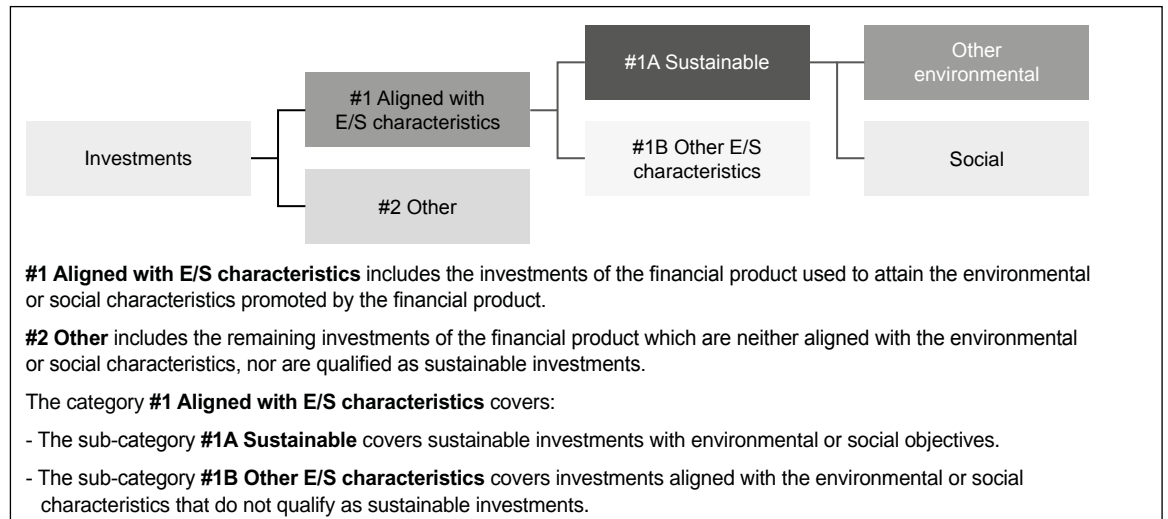 Investments
#1 Aligned with
E/S characteristics
#2 Other
#1A Sustainable
#1B Other E/S
characteristics
Other
environmental
Social
#1 Aligned with E/S characteristics includes the investments of the financial product used to attain the environmental
or social characteristics promoted by the financial product.
#2 Other includes the remaining investments of the financial product which are neither aligned with the environmental
or social characteristics, nor are qualified as sustainable investments.
The category #1 Aligned with E/S characteristics covers:
- The sub-category #1A Sustainable covers sustainable investments with environmental or social objectives.
- The sub-category #1B Other E/S characteristics covers investments aligned with the environmental or social
characteristics that do not qualify as sustainable investments.